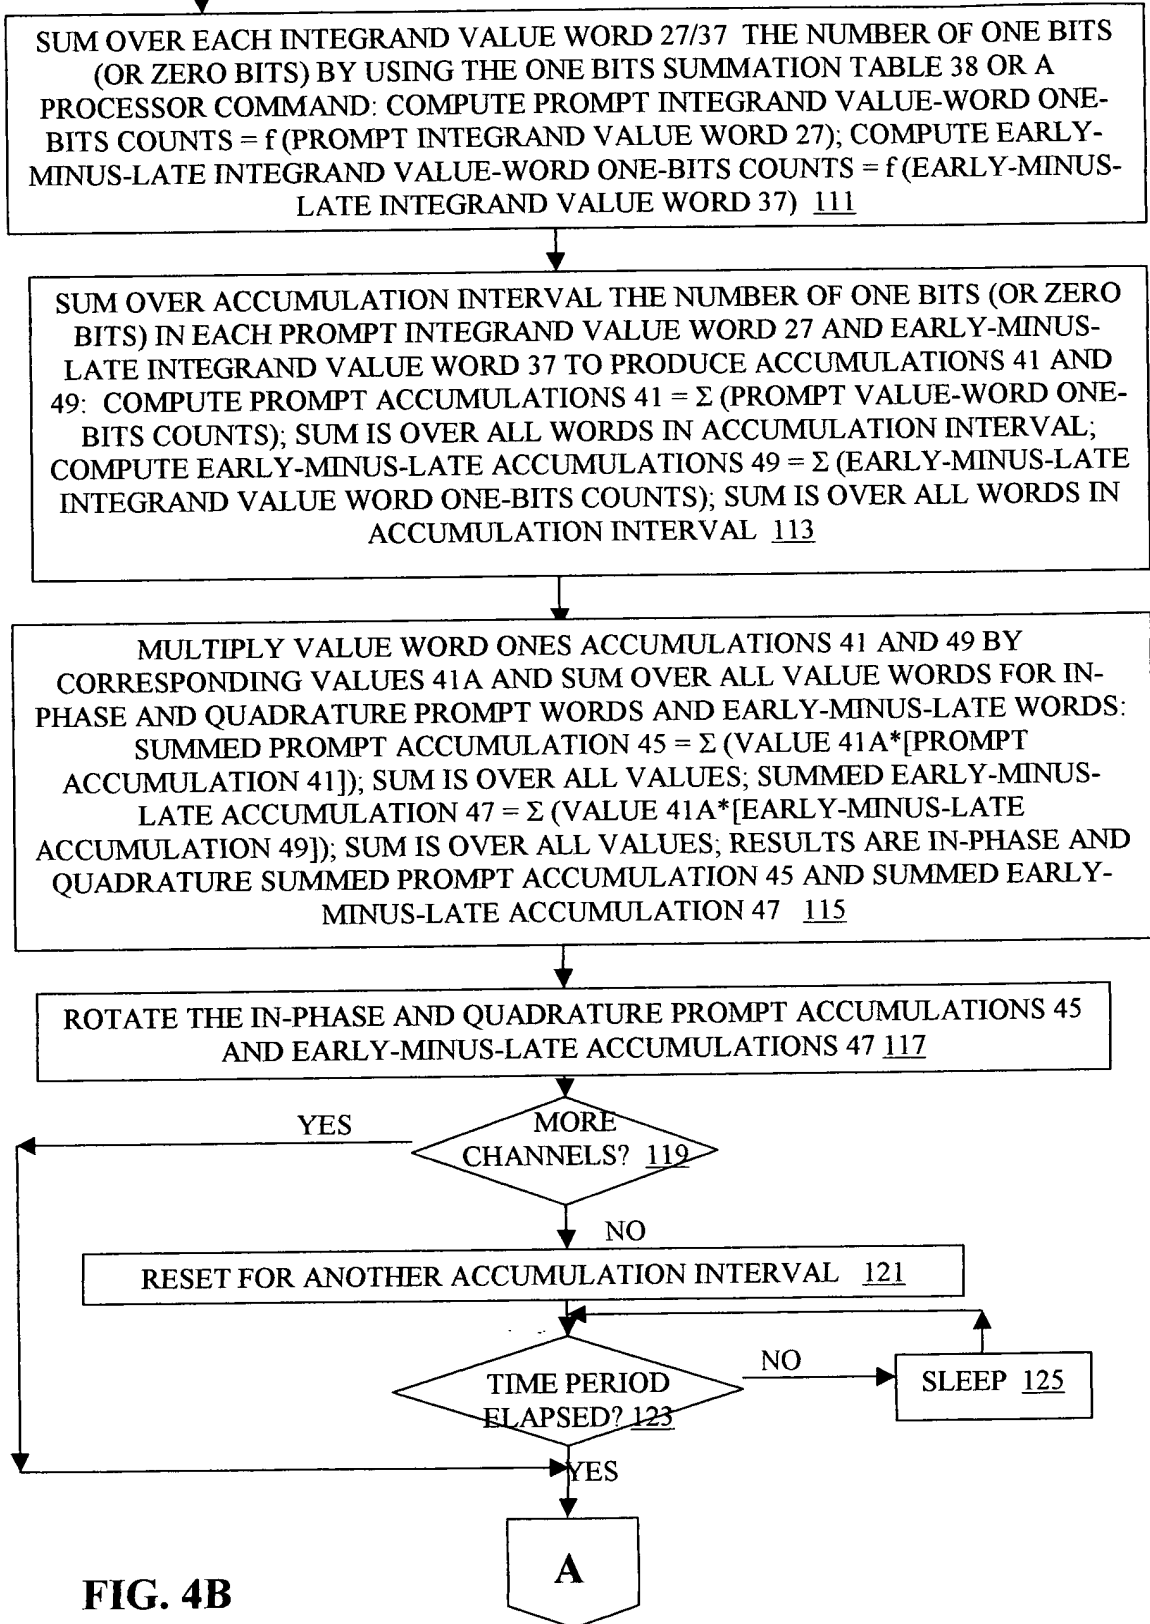 SUM OVER EACH INTEGRAND VALUE WORD 27/37 THE NUMBER OF ONE BITS
(OR ZERO BITS) BY USING THE ONE BITS SUMMATION TABLE 38 OR A
PROCESSOR COMMAND: COMPUTE PROMPT INTEGRAND VALUE-WORD ONE-
BITS COUNTS = f (PROMPT INTEGRAND VALUE WORD 27); COMPUTE EARLY-
MINUS-LATE INTEGRAND VALUE-WORD ONE-BITS COUNTS = f (EARLY-MINUS-
LATE INTEGRAND VALUE WORD 37) 111
SUM OVER ACCUMULATION INTERVAL THE NUMBER OF ONE BITS (OR ZERO
BITS) IN EACH PROMPT INTEGRAND VALUE WORD 27 AND EARLY-MINUS-
LATE INTEGRAND VALUE WORD 37 TO PRODUCE ACCUMULATIONS 41 AND
49: COMPUTE PROMPT ACCUMULATIONS 41 = Σ (PROMPT VALUE-WORD ONE-
BITS COUNTS); SUM IS OVER ALL WORDS IN ACCUMULATION INTERVAL;
COMPUTE EARLY-MINUS-LATE ACCUMULATIONS 49 = Σ (EARLY-MINUS-LATE
INTEGRAND VALUE WORD ONE-BITS COUNTS); SUM IS OVER ALL WORDS IN
ACCUMULATION INTERVAL 113
MULTIPLY VALUE WORD ONES ACCUMULATIONS 41 AND 49 BY
CORRESPONDING VALUES 41A AND SUM OVER ALL VALUE WORDS FOR IN-
PHASE AND QUADRATURE PROMPT WORDS AND EARLY-MINUS-LATE WORDS:
SUMMED PROMPT ACCUMULATION 45 = Σ (VALUE 41A*[PROMPT
ACCUMULATION 41]); SUM IS OVER ALL VALUES; SUMMED EARLY-MINUS-
LATE ACCUMULATION 47 = Σ (VALUE 41A*[EARLY-MINUS-LATE
ACCUMULATION 49]); SUM IS OVER ALL VALUES; RESULTS ARE IN-PHASE AND
QUADRATURE SUMMED PROMPT ACCUMULATION 45 AND SUMMED EARLY-
MINUS-LATE ACCUMULATION 47 115
ROTATE THE IN-PHASE AND QUADRATURE PROMPT ACCUMULATIONS 45
AND EARLY-MINUS-LATE ACCUMULATIONS 47 117
YES
MORE
CHANNELS? 119
NO
RESET FOR ANOTHER ACCUMULATION INTERVAL 121
TIME PERIOD
ELAPSED? 123
NO
SLEEP 125
YES
A
FIG. 4B